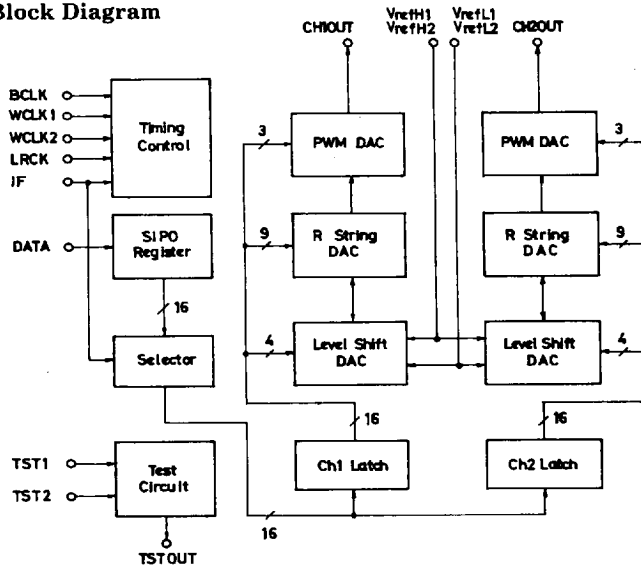 Block Diagram
CH1OUT
VrefH1
VrefH2
VrefL1
VrefL2
CH2OUT
BCLK
WCLK1
WCLK2
LRCK
IF
Timing
Control
3
PWM DAC
PWM DAC
3
DATA
SIPO
Register
9
R String
DAC
R String
DAC
9
16
Selector
4
Level Shift
DAC
Level Shift
DAC
4
16
16
TST1
TST2
Test
Circuit
Ch1 Latch
Ch2 Latch
16
TSTOUT